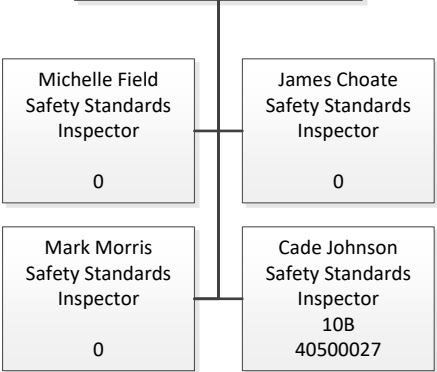 Michelle Field
Safety Standards
Inspector
0
James Choate
Safety Standards
Inspector
0
Mark Morris
Safety Standards
Inspector
0
Cade Johnson
Safety Standards
Inspector
10B
40500027